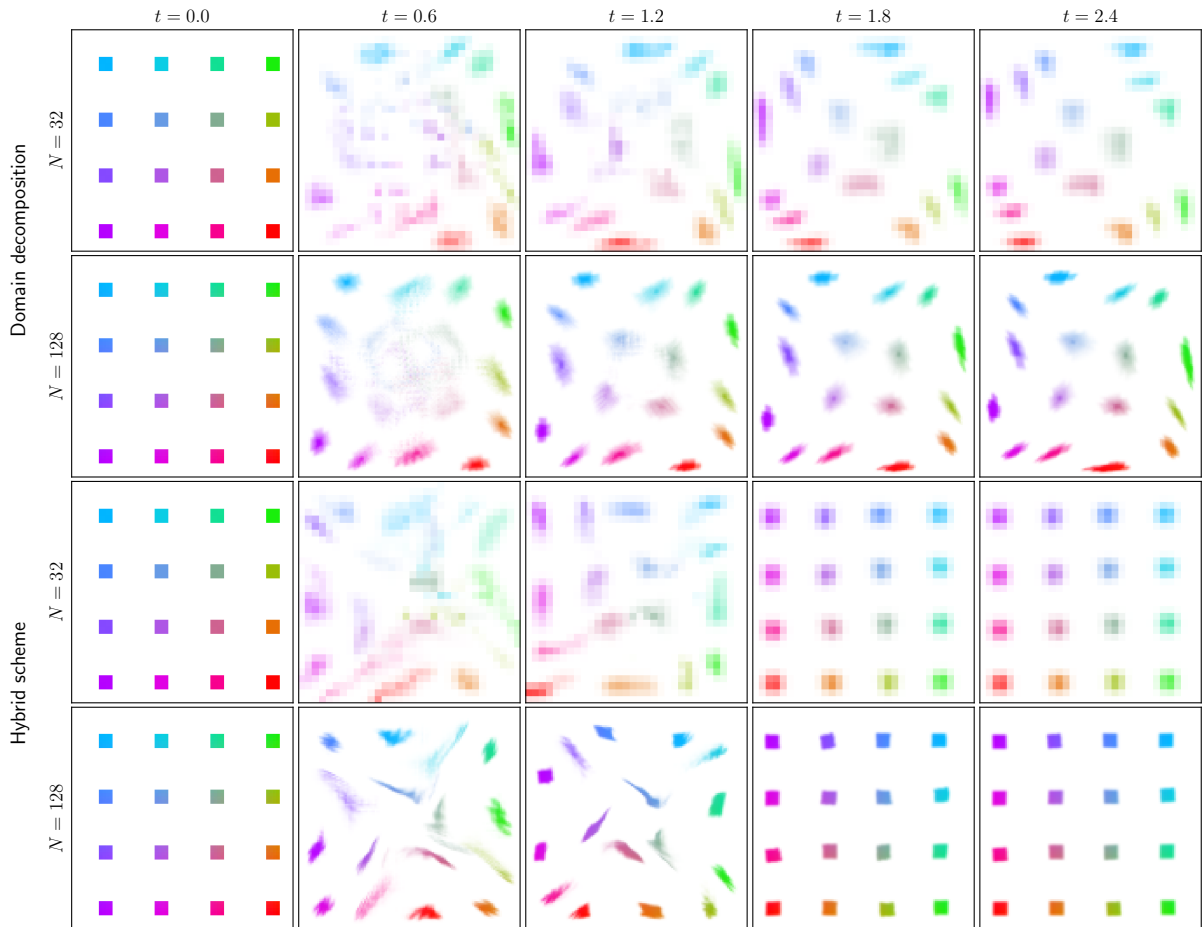 t = 0.0
t = 0.6
t = 1.2
t = 1.8
t = 2.4
Domain decomposition
N = 32
N = 128
Hybrid scheme
N = 32
N = 128